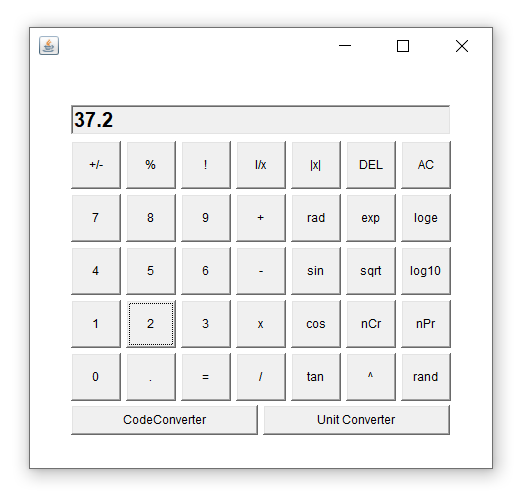 37.2
+/- % ! I/x |x| DEL AC
7 8 9 + rad exp loge
4 5 6 - sin sqrt log10
1 2 3 x cos nCr nPr
0 . = / tan ^ rand
CodeConverter Unit Converter